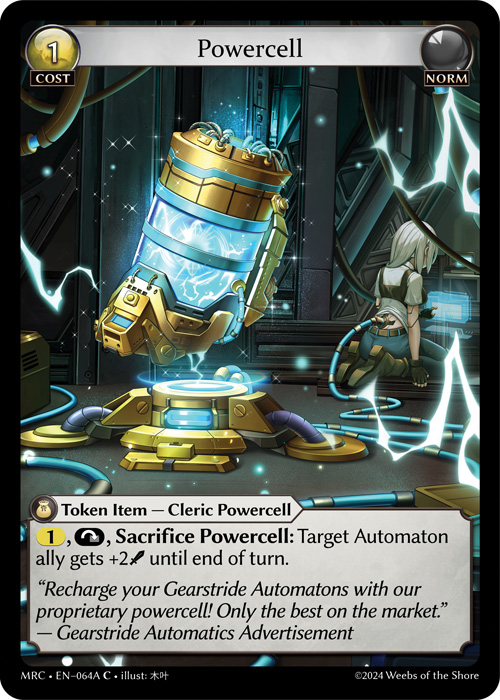 1
COST
Powercell
NORM
Token Item — Cleric Powercell
1, , Sacrifice Powercell: Target Automaton
ally gets +2 until end of turn.
“Recharge your Gearstride Automatons with our
proprietary powercell! Only the best on the market.”
— Gearstride Automatics Advertisement
MRC • EN–064A C • illust: 木叶
©2024 Weebs of the Shore